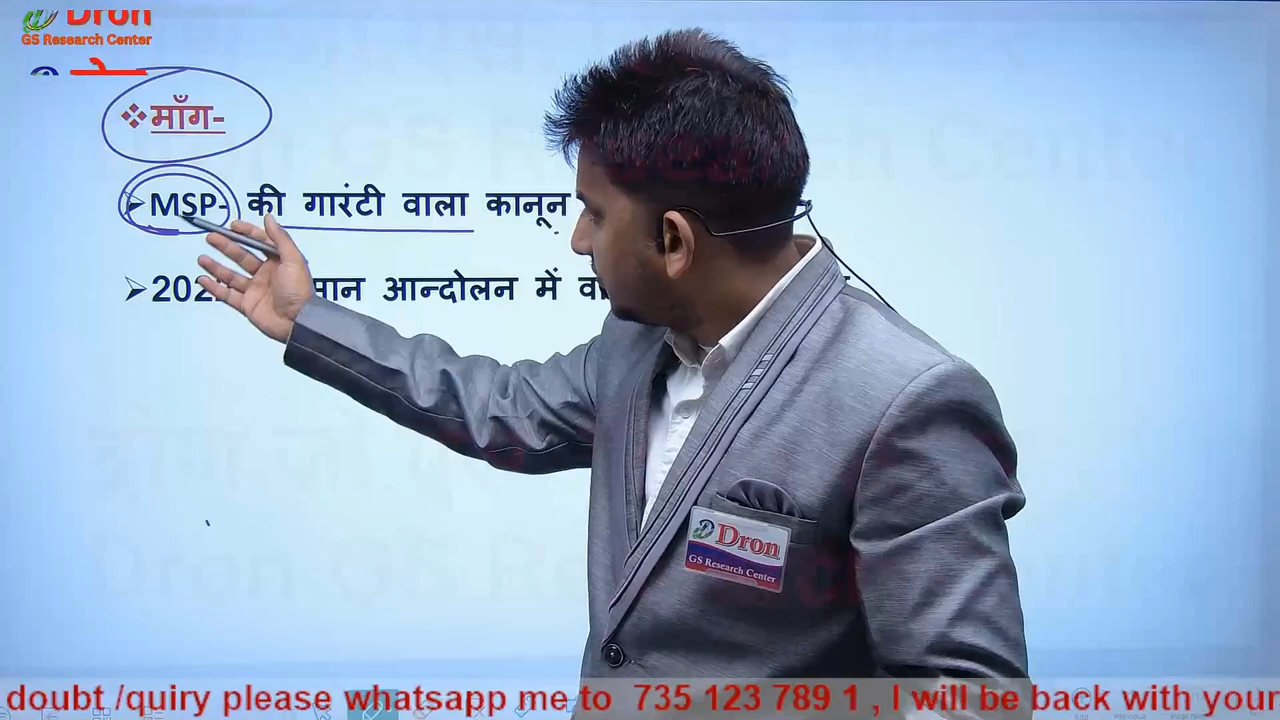 Dron
GS Research Center
❖माँग-
➢MSP- की गारंटी वाला कानून
आन्दोलन में
Dron
GS Research Center
doubt /quiry please whatsapp me to 735 123 789 1 , I will be back with your